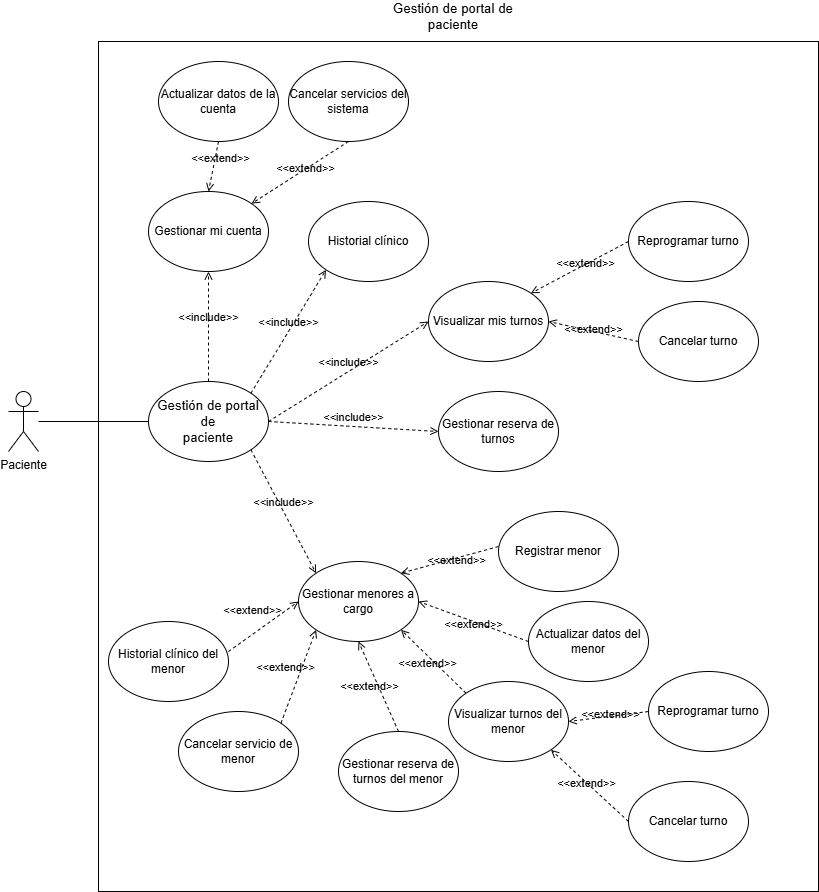 Gestión de portal de
paciente
Actualizar datos de la
cuenta
Cancelar servicios del
sistema
<<extend>>
<<extend>>
Gestionar mi cuenta
Historial clínico
Reprogramar turno
<<extend>>
Visualizar mis turnos
<<extend>>
Cancelar turno
<<include>>
<<include>>
<<include>>
Gestión de portal
de
paciente
<<include>>
Gestionar reserva de
turnos
Paciente
<<include>>
Registrar menor
<<extend>>
Gestionar menores a
cargo
<<extend>>
<<extend>>
Actualizar datos del
menor
Historial clínico del
menor
<<extend>>
<<extend>>
<<extend>>
Visualizar turnos del
menor
<<extend>>
Reprogramar turno
Cancelar servicio de
menor
Gestionar reserva de
turnos del menor
<<extend>>
Cancelar turno